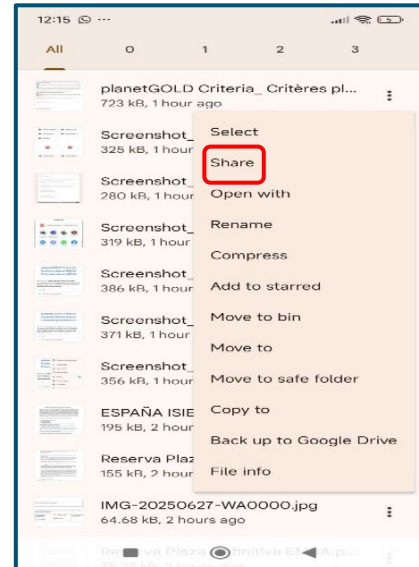 12:15 ...
All 0 1 2 3
planetGOLD Criteria_ Critères pl...
723 kB, 1 hour ago
Screenshot_
325 kB, 1 hour
Screenshot_
280 kB, 1 hour
Screenshot_
319 kB, 1 hour
Screenshot_
386 kB, 1 hour
Screenshot_
371 kB, 1 hour
Screenshot_
356 kB, 1 hour
ESPAÑA ISIE
195 kB, 2 hour
Reserva Plaz
155 kB, 2 hour
IMG-20250627-WA0000.jpg
64.68 kB, 2 hours ago
Select
Share
Open with
Rename
Compress
Add to starred
Move to bin
Move to
Move to safe folder
Copy to
Back up to Google Drive
File info